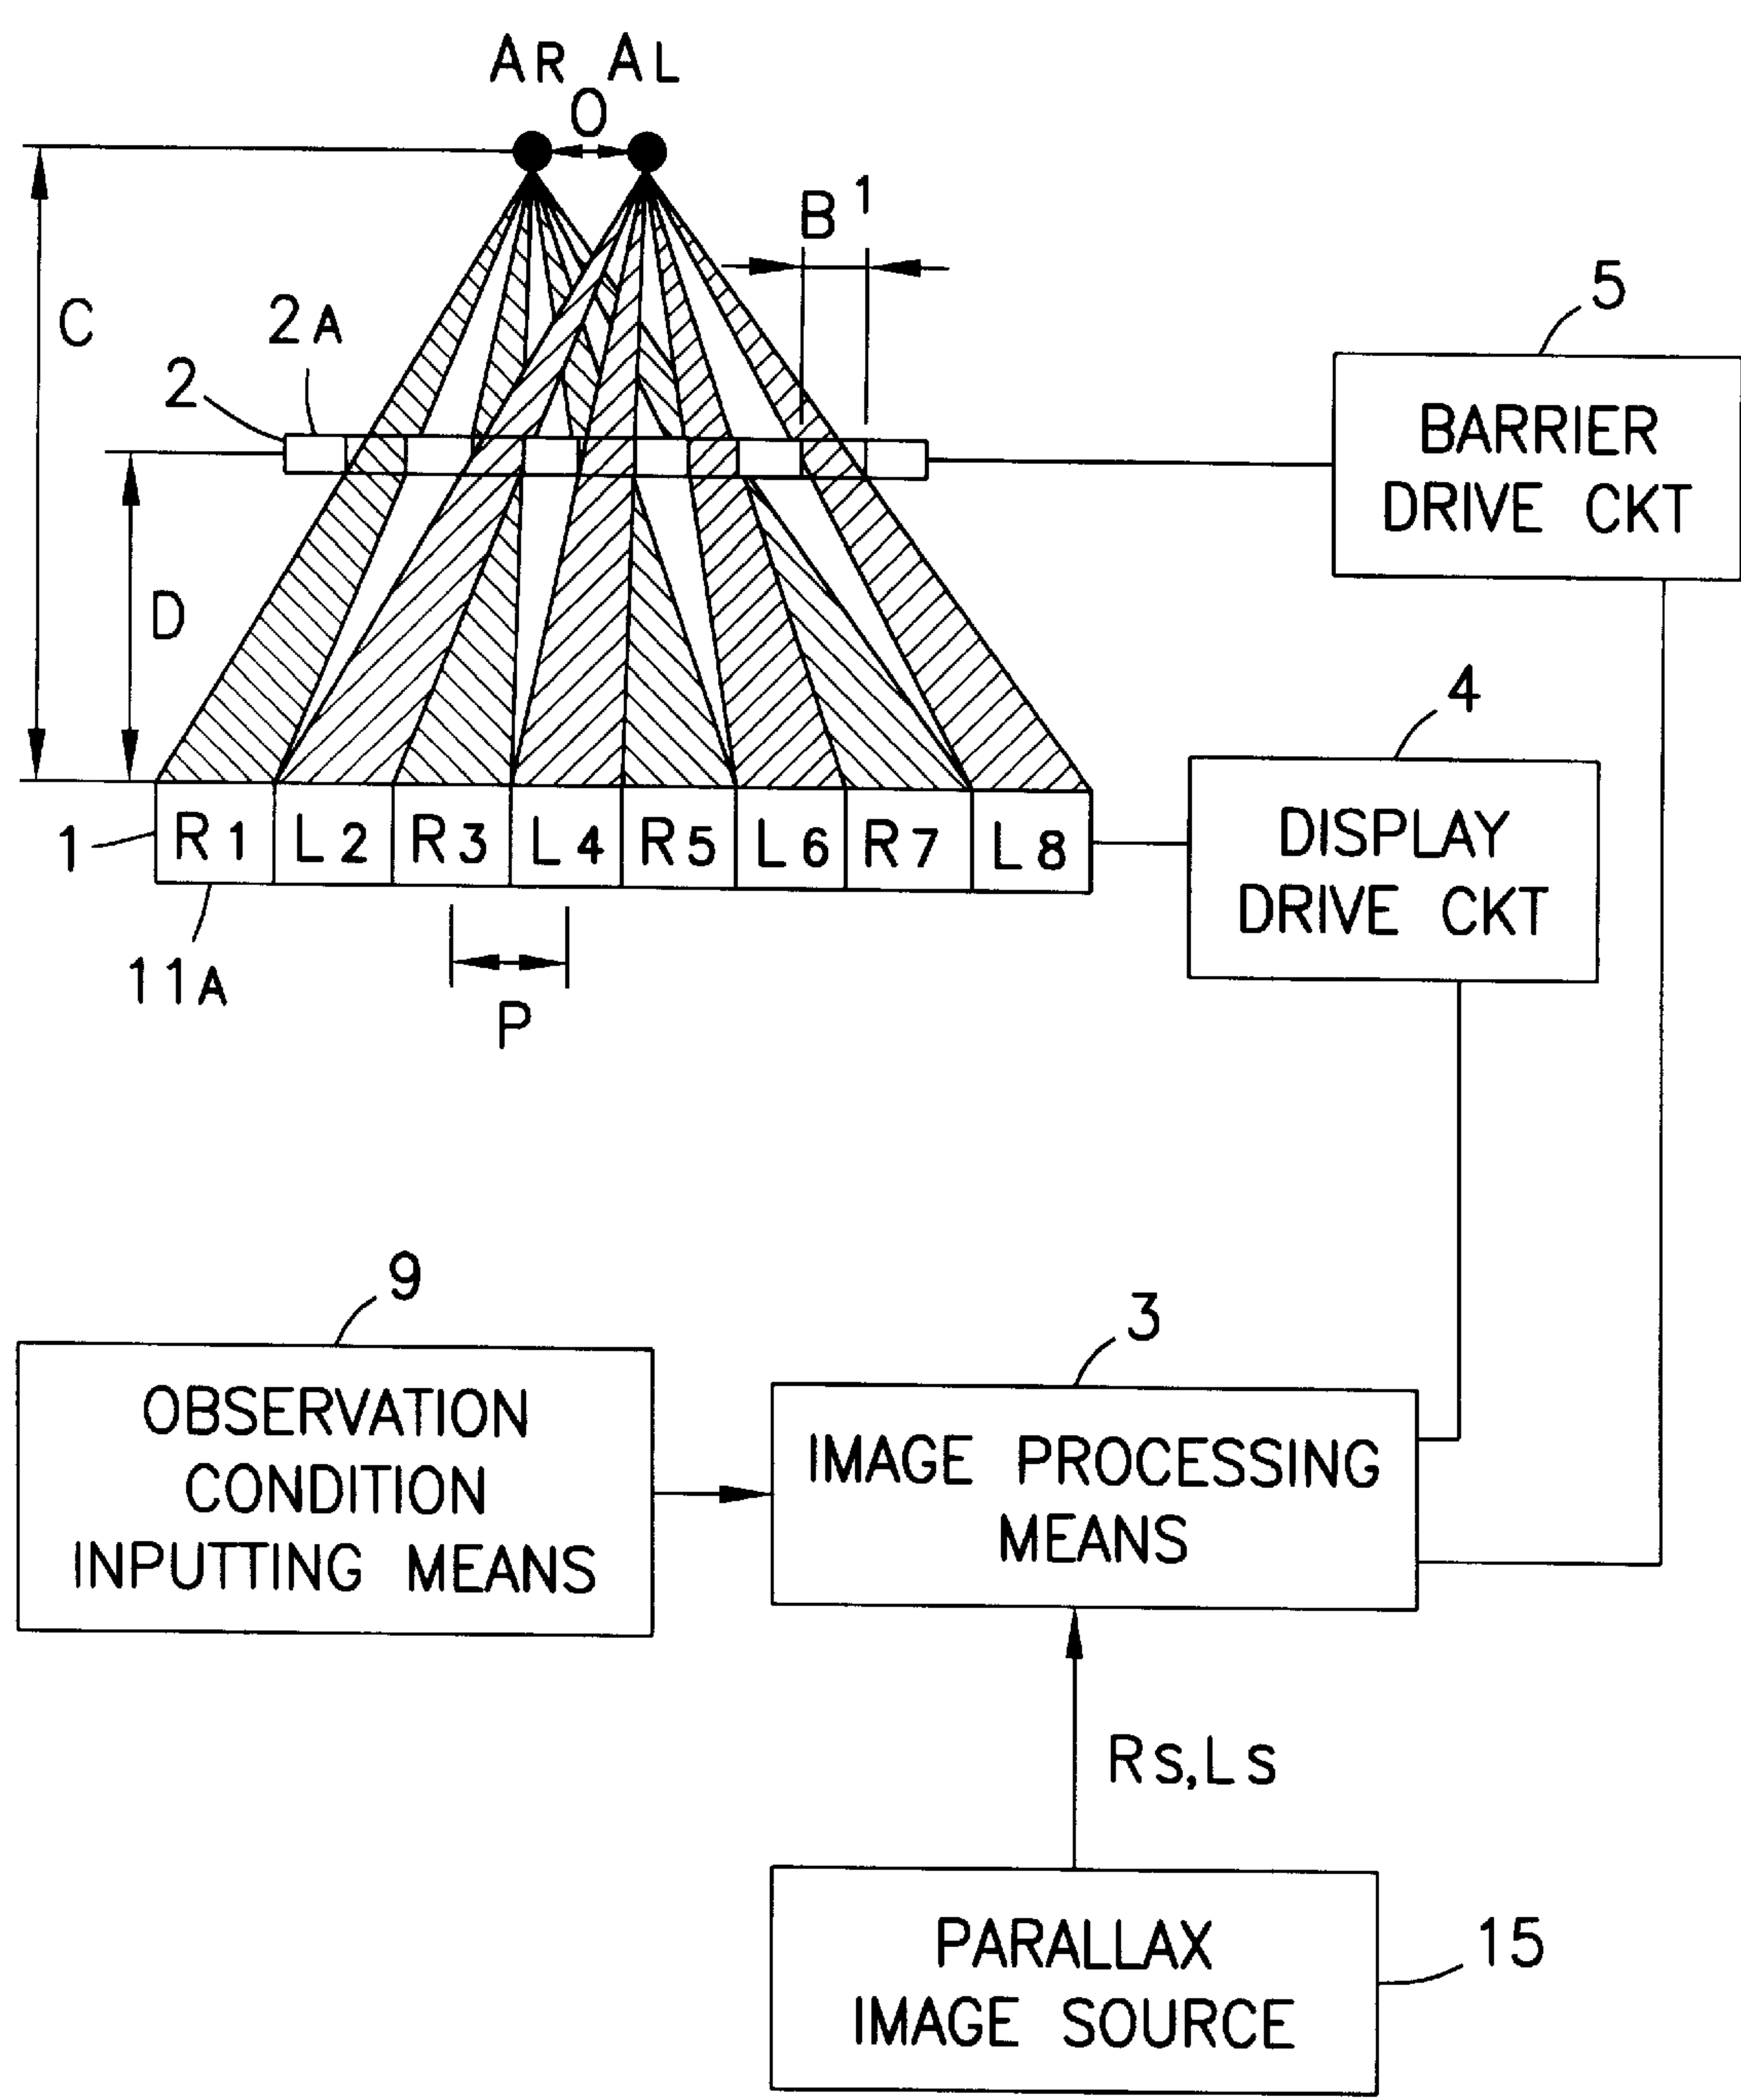 AR AL
O
B 1
C
2A
2
5
BARRIER
DRIVE CKT
D
4
1
R1 L2 R3 L4 R5 L6 R7 L8
DISPLAY
DRIVE CKT
11A
P
9
OBSERVATION
CONDITION
INPUTTING MEANS
3
IMAGE PROCESSING
MEANS
Rs,Ls
PARALLAX
IMAGE SOURCE
15